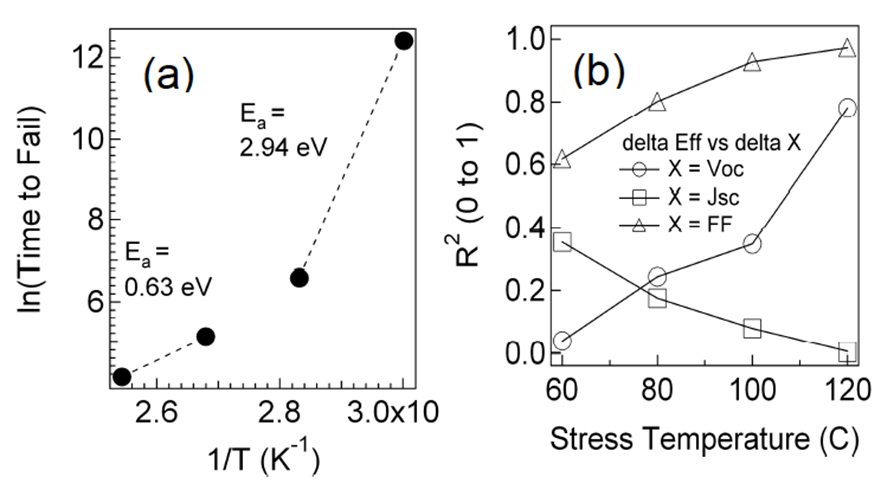 (a)
12
10
8
6
ln(Time to Fail)
Ea =
2.94 eV
Ea =
0.63 eV
2.6
2.8
3.0x10
1/T (K-1)
(b)
1.0
0.8
0.6
0.4
0.2
0.0
R2 (0 to 1)
delta Eff vs delta X
X = Voc
X = Jsc
X = FF
60
80
100
120
Stress Temperature (C)